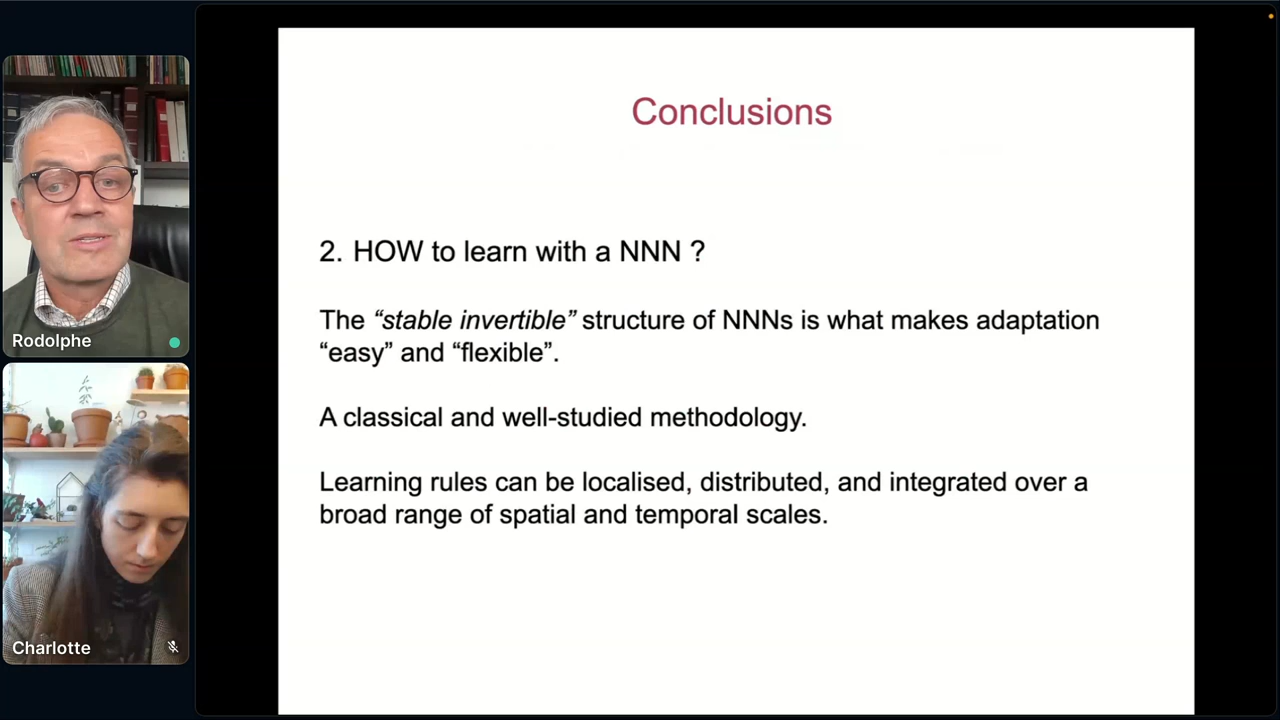 Conclusions
2. HOW to learn with a NNN ?
The “stable invertible” structure of NNNs is what makes adaptation
“easy” and “flexible”.
A classical and well-studied methodology.
Learning rules can be localised, distributed, and integrated over a
broad range of spatial and temporal scales.
Rodolphe
Charlotte